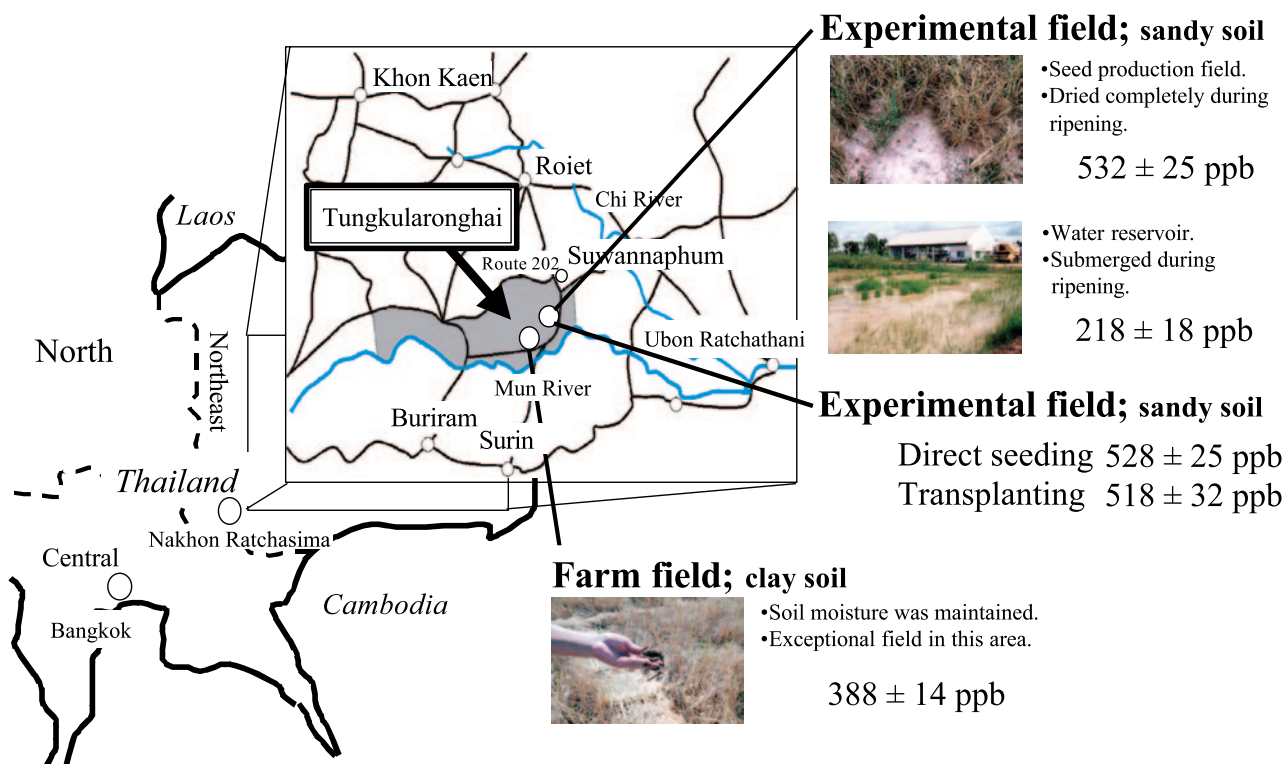 Experimental field; sandy soil
•Seed production field.
•Dried completely during
ripening.
532 ± 25 ppb
•Water reservoir.
•Submerged during
ripening.
218 ± 18 ppb
Experimental field; sandy soil
Direct seeding 528 ± 25 ppb
Transplanting 518 ± 32 ppb
Khon Kaen
Roiet
Chi River
Tungkularonghai
Route 202
Suwannaphum
Ubon Ratchathani
Mun River
Buriram
Surin
Laos
North
Northeast
Thailand
Nakhon Ratchasima
Central
Bangkok
Cambodia
Farm field; clay soil
•Soil moisture was maintained.
•Exceptional field in this area.
388 ± 14 ppb